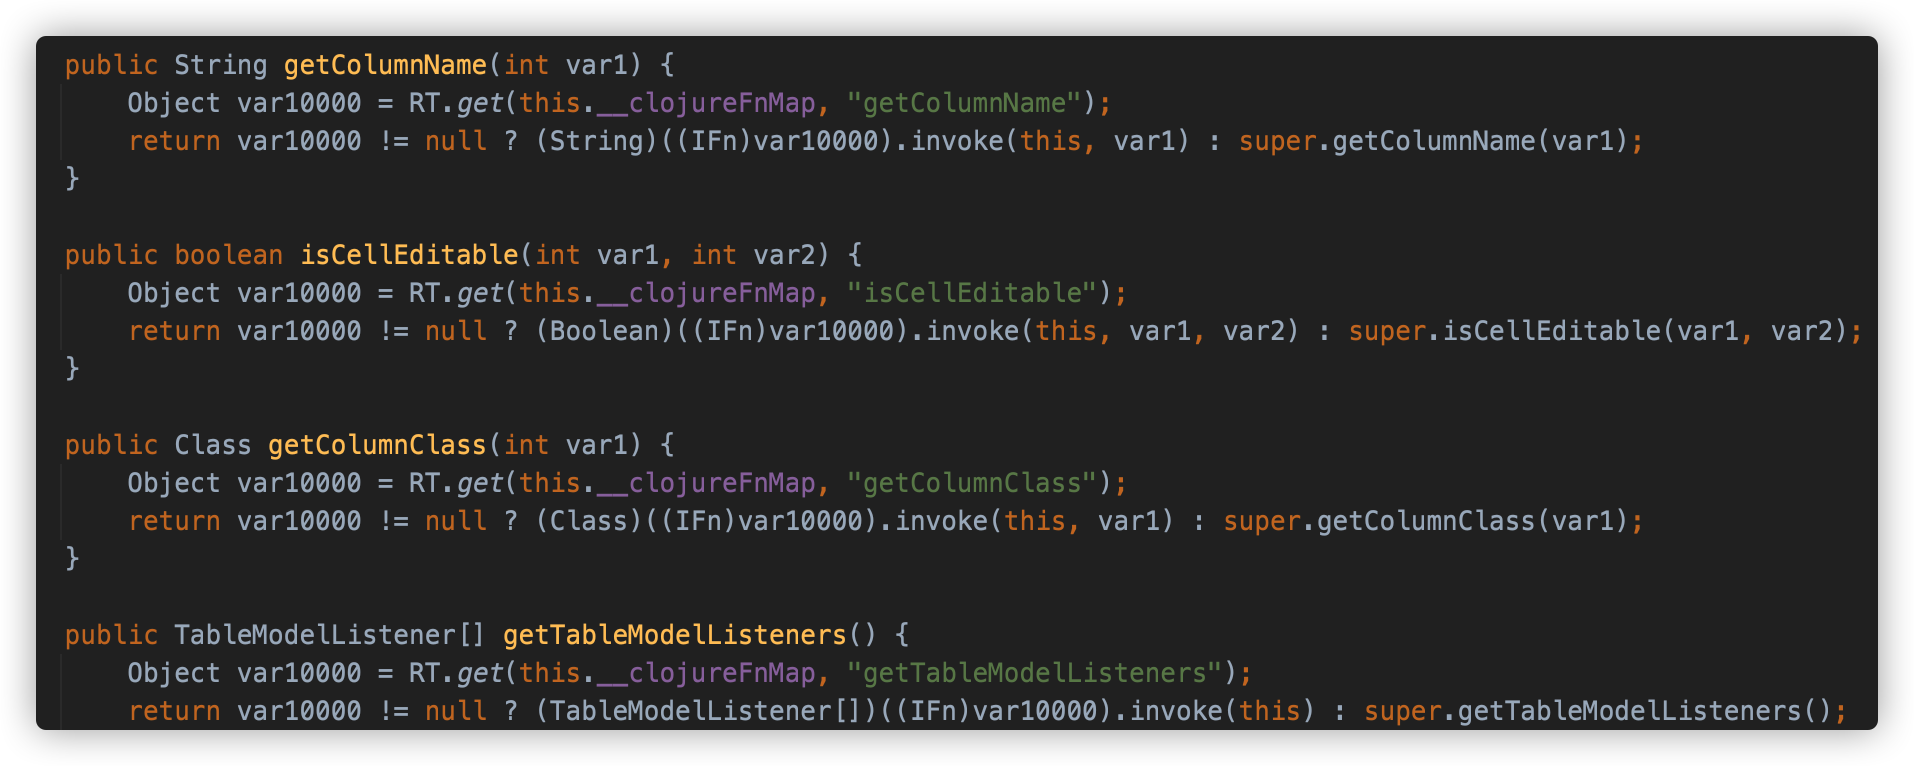 public String getColumnName(int var1) {
    Object var10000 = RT.get(this.__clojureFnMap, "getColumnName");
    return var10000 != null ? (String)((IFn)var10000).invoke(this, var1) : super.getColumnName(var1);
}

public boolean isCellEditable(int var1, int var2) {
    Object var10000 = RT.get(this.__clojureFnMap, "isCellEditable");
    return var10000 != null ? (Boolean)((IFn)var10000).invoke(this, var1, var2) : super.isCellEditable(var1, var2);
}

public Class getColumnClass(int var1) {
    Object var10000 = RT.get(this.__clojureFnMap, "getColumnClass");
    return var10000 != null ? (Class)((IFn)var10000).invoke(this, var1) : super.getColumnClass(var1);
}

public TableModelListener[] getTableModelListeners() {
    Object var10000 = RT.get(this.__clojureFnMap, "getTableModelListeners");
    return var10000 != null ? (TableModelListener[])((IFn)var10000).invoke(this) : super.getTableModelListeners();